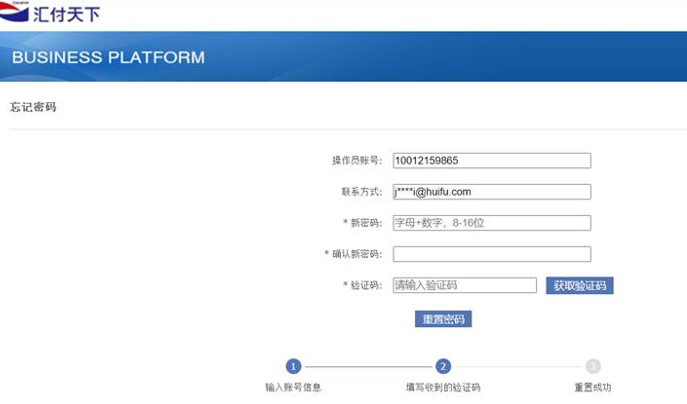 汇付天下
BUSINESS PLATFORM
忘记密码
操作员账号: 10012159865
联系方式: j****i@huifu.com
* 新密码: 字母+数字，8-16位
* 确认新密码:
* 验证码: 请输入验证码 获取验证码
重置密码
1 2 3
输入账号信息 填写收到的验证码 重置成功